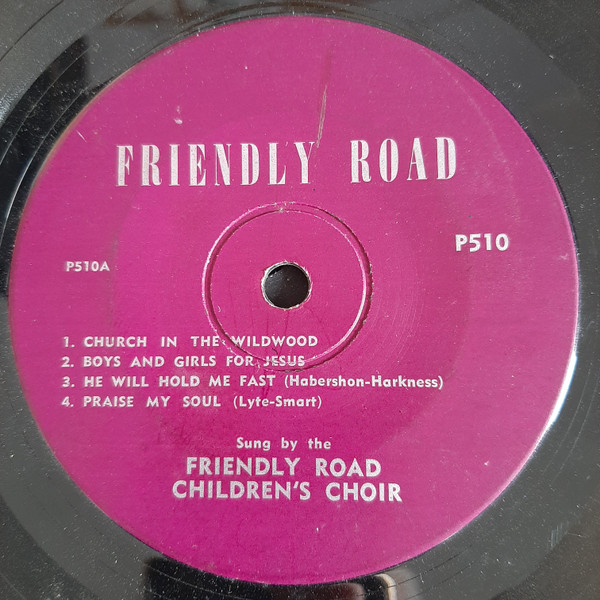 FRIENDLY ROAD
P510
P510A
1. CHURCH IN THE WILDWOOD
2. BOYS AND GIRLS FOR JESUS
3. HE WILL HOLD ME FAST (Habershon-Harkness)
4. PRAISE MY SOUL (Lyte-Smart)
Sung by the
FRIENDLY ROAD
CHILDREN'S CHOIR